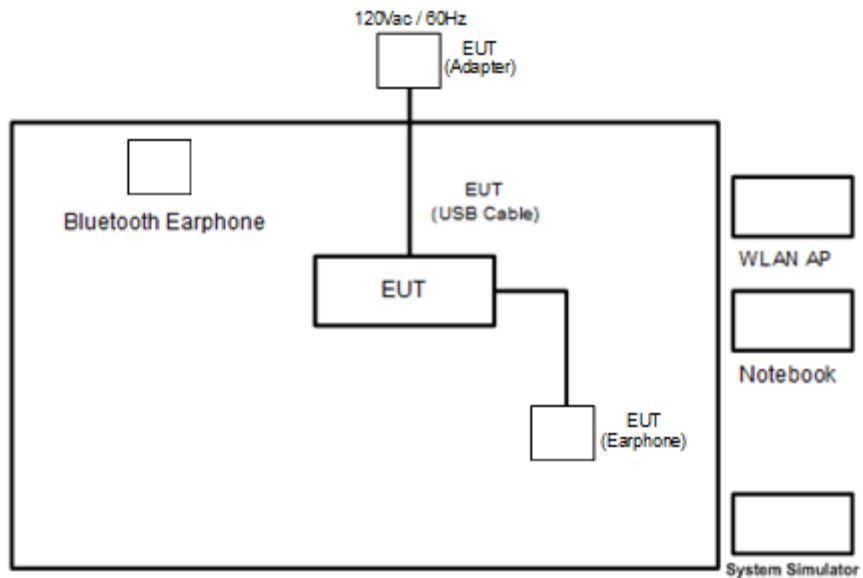 120Vac / 60Hz
EUT
(Adapter)
Bluetooth Earphone
EUT
(USB Cable)
WLAN AP
EUT
Notebook
EUT
(Earphone)
System Simulator